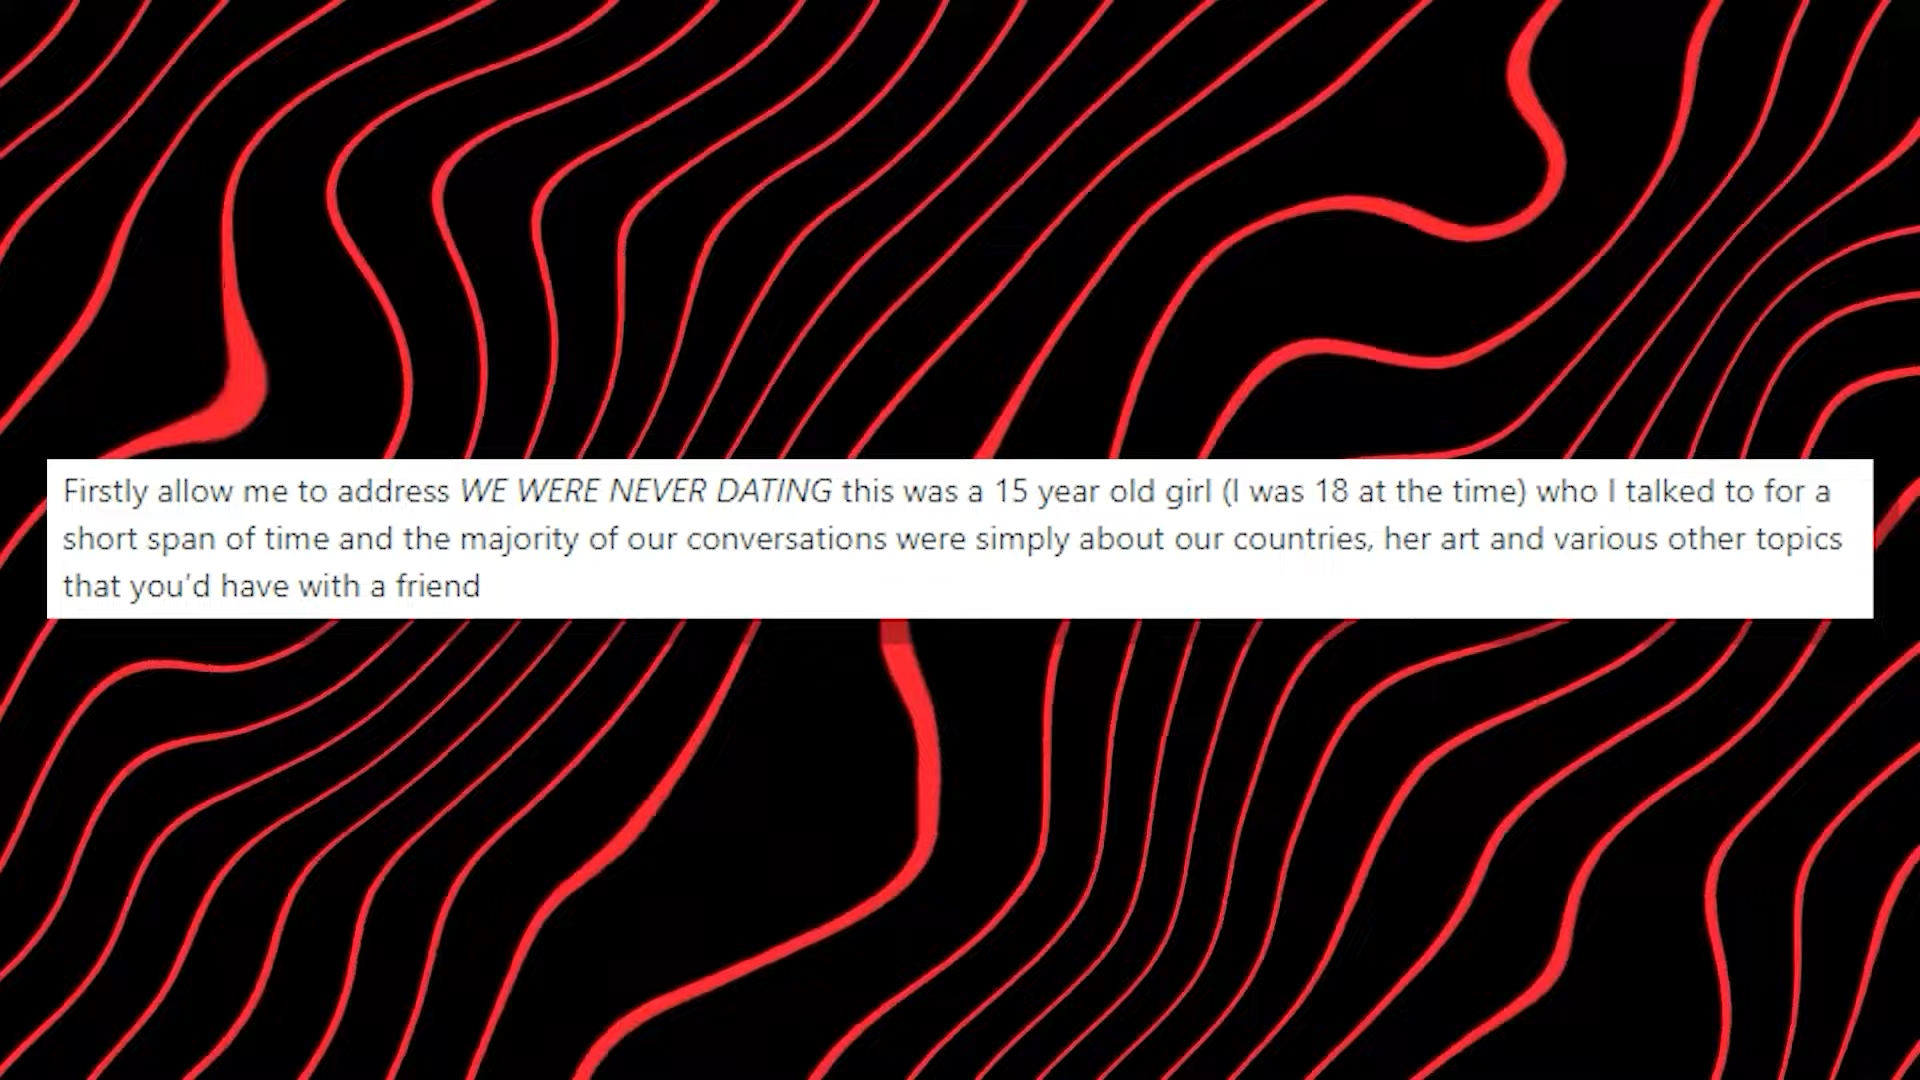 Firstly allow me to address WE WERE NEVER DATING this was a 15 year old girl (I was 18 at the time) who I talked to for a
short span of time and the majority of our conversations were simply about our countries, her art and various other topics
that you'd have with a friend